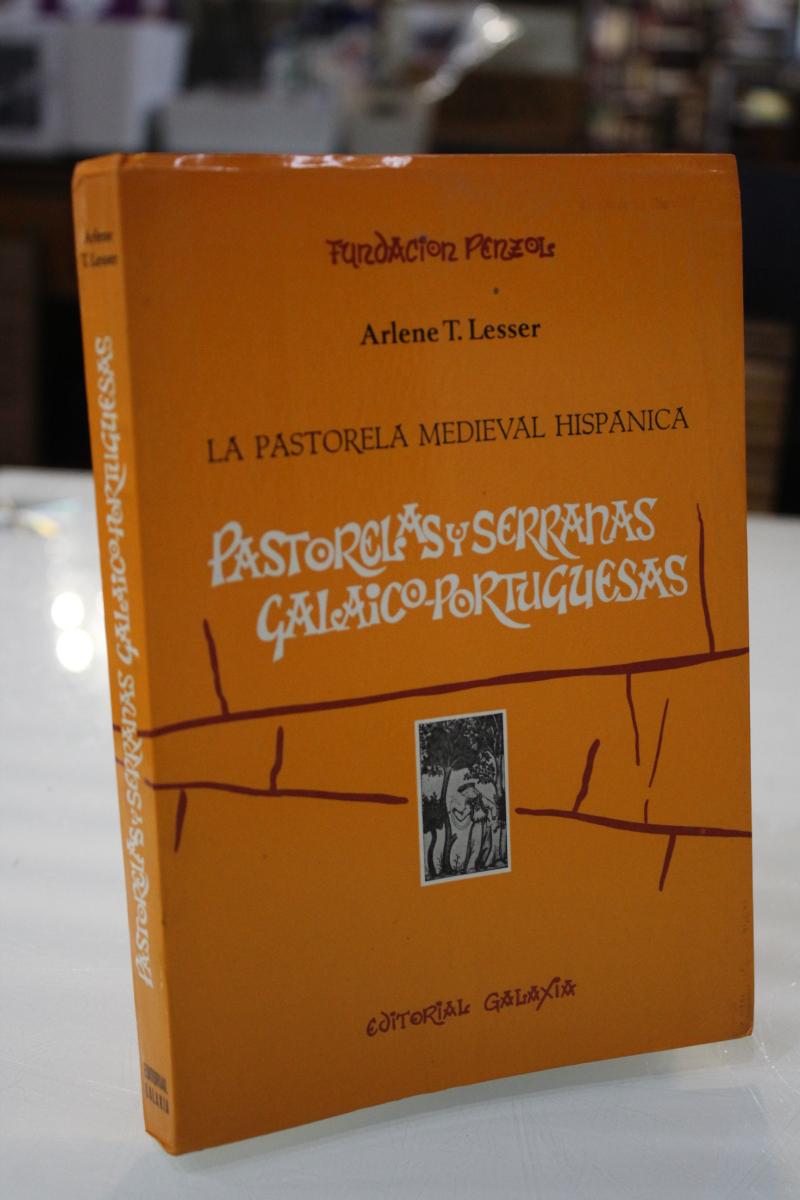 FUNDACION PENZOL
Arlene T. Lesser
LA PASTORELA MEDIEVAL HISPANICA
PASTORELAS Y SERRANAS
GALAICO-PORTUGUESAS
EDITORIAL GALAXIA
Arlene
T. Lesser
PASTORELAS Y SERRANAS GALAICO-PORTUGUESAS
EDITORIAL
GALAXIA